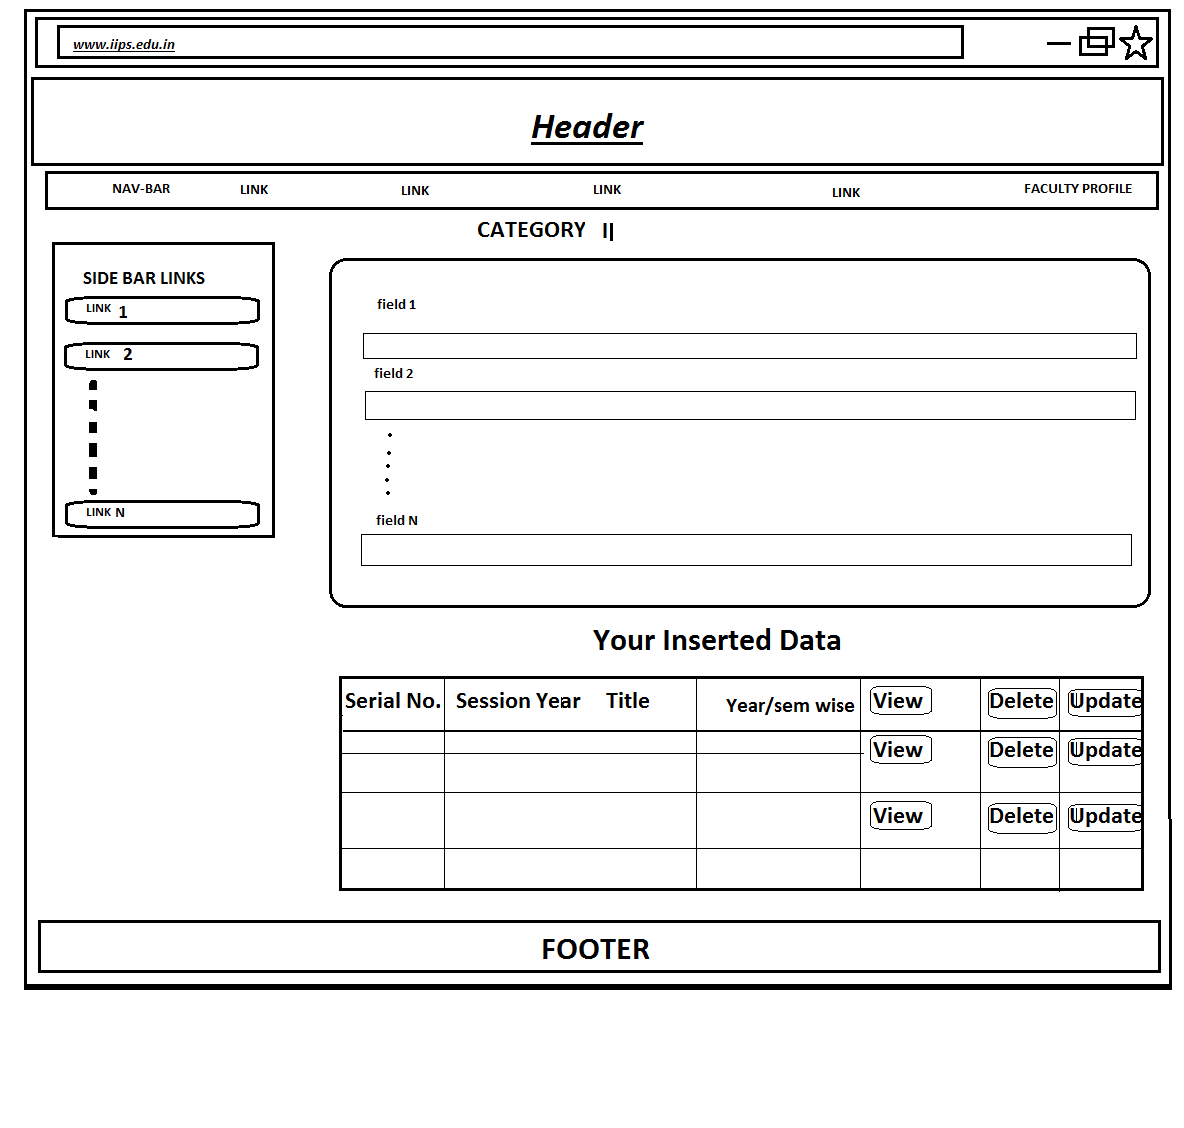 www.iips.edu.in
Header
NAV-BAR LINK LINK LINK LINK FACULTY PROFILE
CATEGORY II
SIDE BAR LINKS
LINK 1
LINK 2
LINK N
field 1
field 2
field N
Your Inserted Data
Serial No. Session Year Title Year/sem wise View Delete Update
View Delete Update
View Delete Update
FOOTER